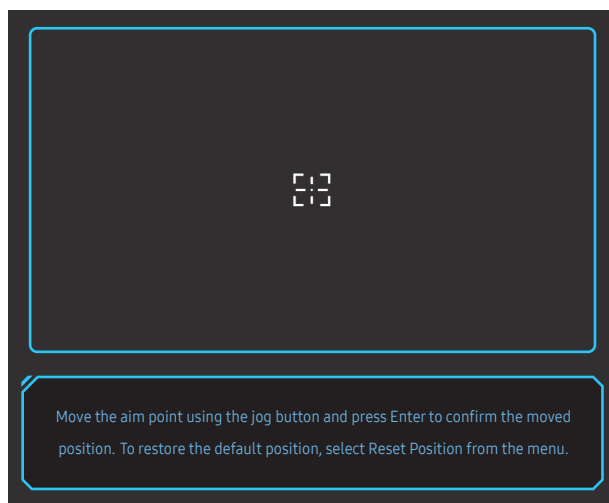 Move the aim point using the jog button and press Enter to confirm the moved
position. To restore the default position, select Reset Position from the menu.